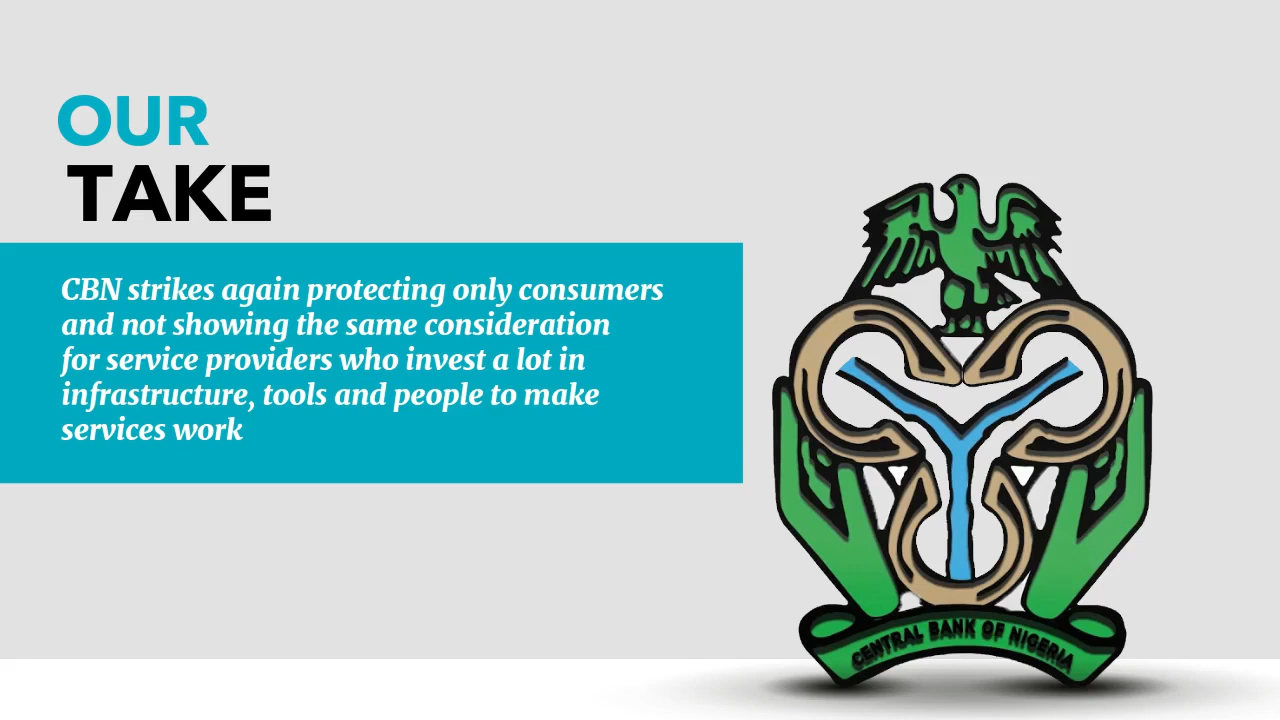 OUR
TAKE
CBN strikes again protecting only consumers
and not showing the same consideration
for service providers who invest a lot in
infrastructure, tools and people to make
services work
CENTRAL BANK OF NIGERIA